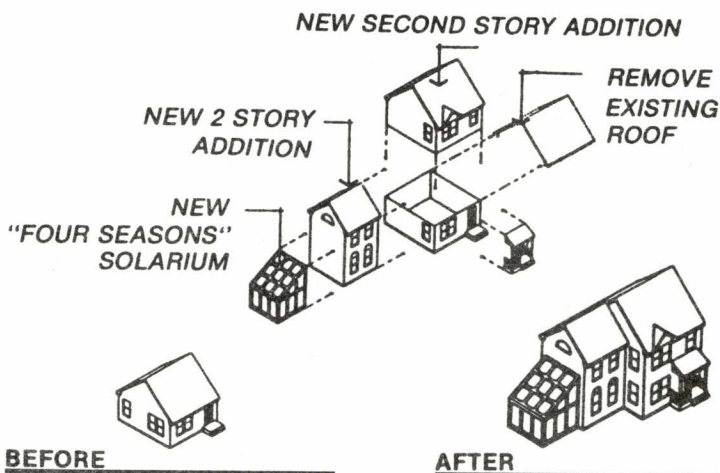 NEW SECOND STORY ADDITION
REMOVE
EXISTING
ROOF
NEW 2 STORY
ADDITION
NEW
"FOUR SEASONS"
SOLARIUM
BEFORE
AFTER